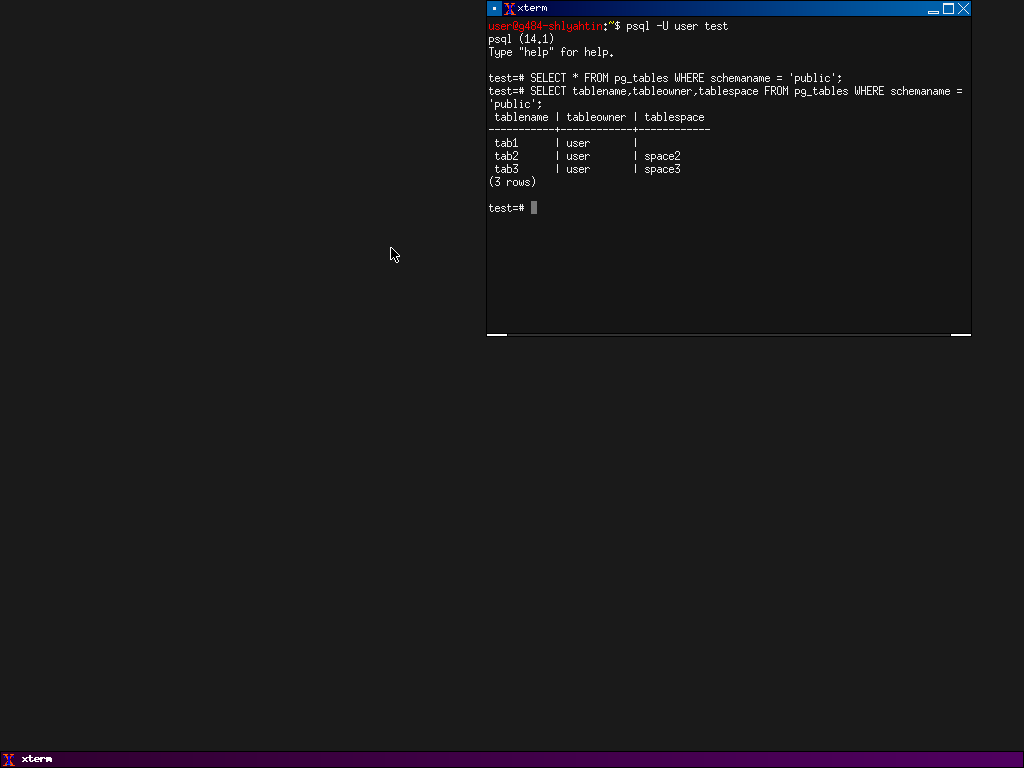 xterm
user@g484-shlyahtin:~$ psql -U user test
psql (14.1)
Type "help" for help.
test=# SELECT * FROM pg_tables WHERE schemaname = 'public';
test=# SELECT tablename,tableowner,tablespace FROM pg_tables WHERE schemaname =
'public';
 tablename | tableowner | tablespace
-----------+------------+------------
 tab1      | user       |
 tab2      | user       | space2
 tab3      | user       | space3
(3 rows)
test=#
xterm